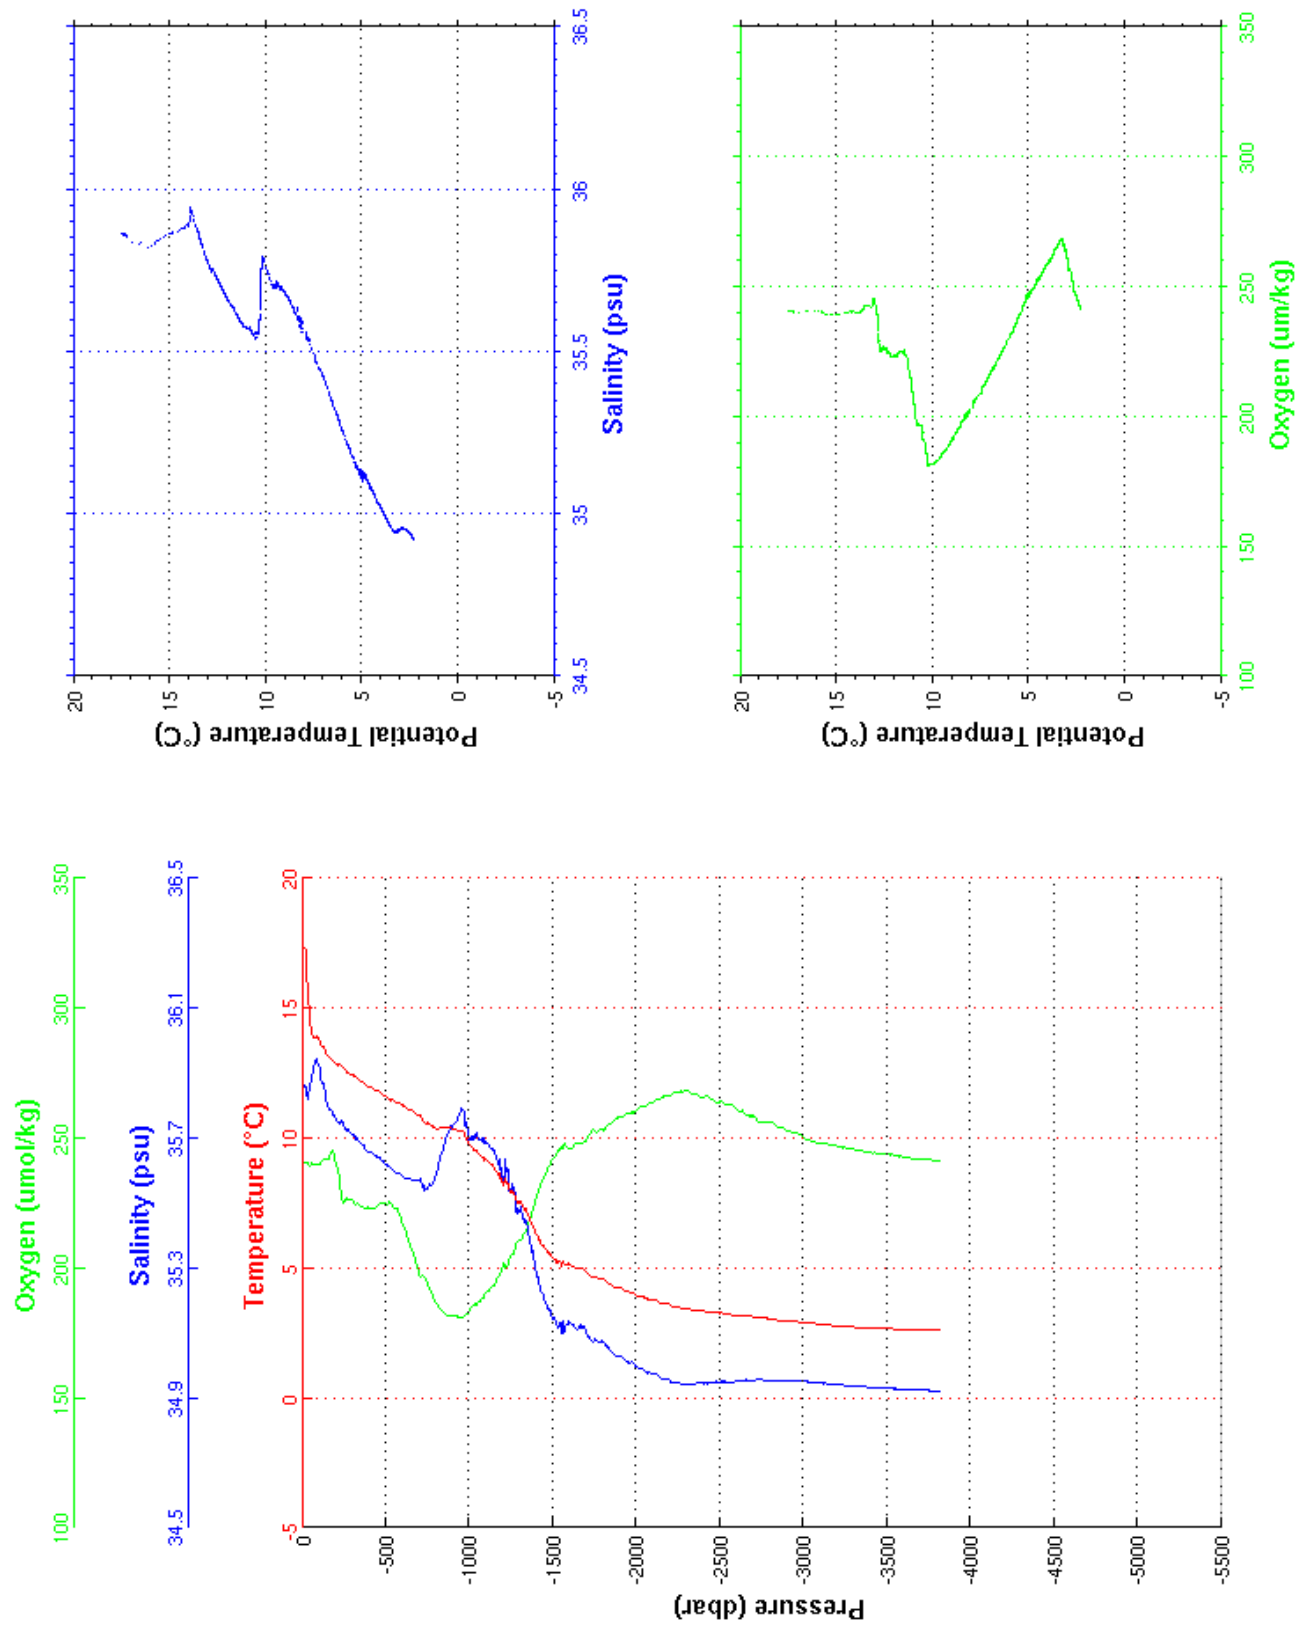 Oxygen (umol/kg)
100 150 200 250 300 350
Salinity (psu)
34.5 34.9 35.3 35.7 36.1 36.5
Temperature (°C)
-5 0 5 10 15 20
0
-500
-1000
-1500
-2000
-2500
-3000
-3500
-4000
-4500
-5000
-5500
Pressure (dbar)
20
15
10
5
0
-5
Potential Temperature (°C)
34.5 35 35.5 36 36.5
Salinity (psu)
20
15
10
5
0
-5
Potential Temperature (°C)
100 150 200 250 300 350
Oxygen (um/kg)